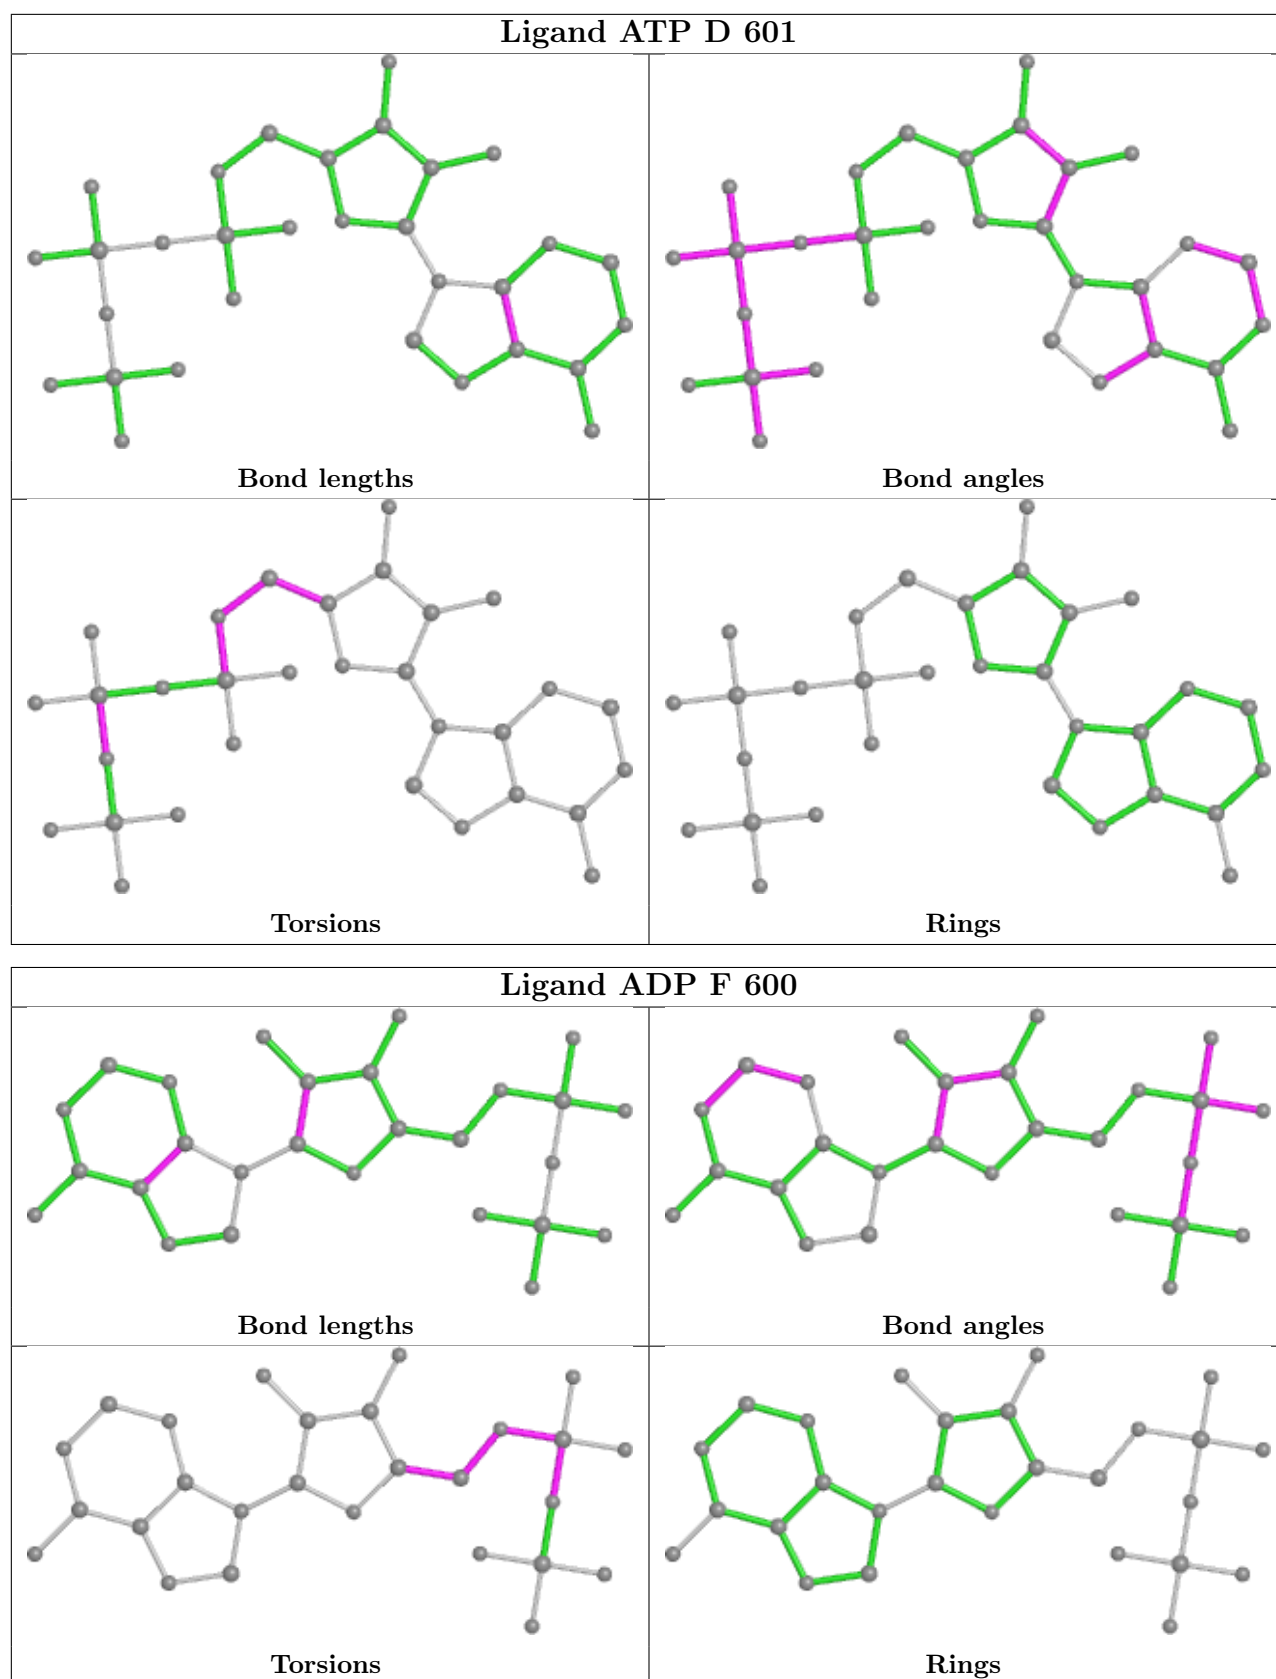 Ligand ATP D 601
Bond lengths
Bond angles
Torsions
Rings
Ligand ADP F 600
Bond lengths
Bond angles
Torsions
Rings